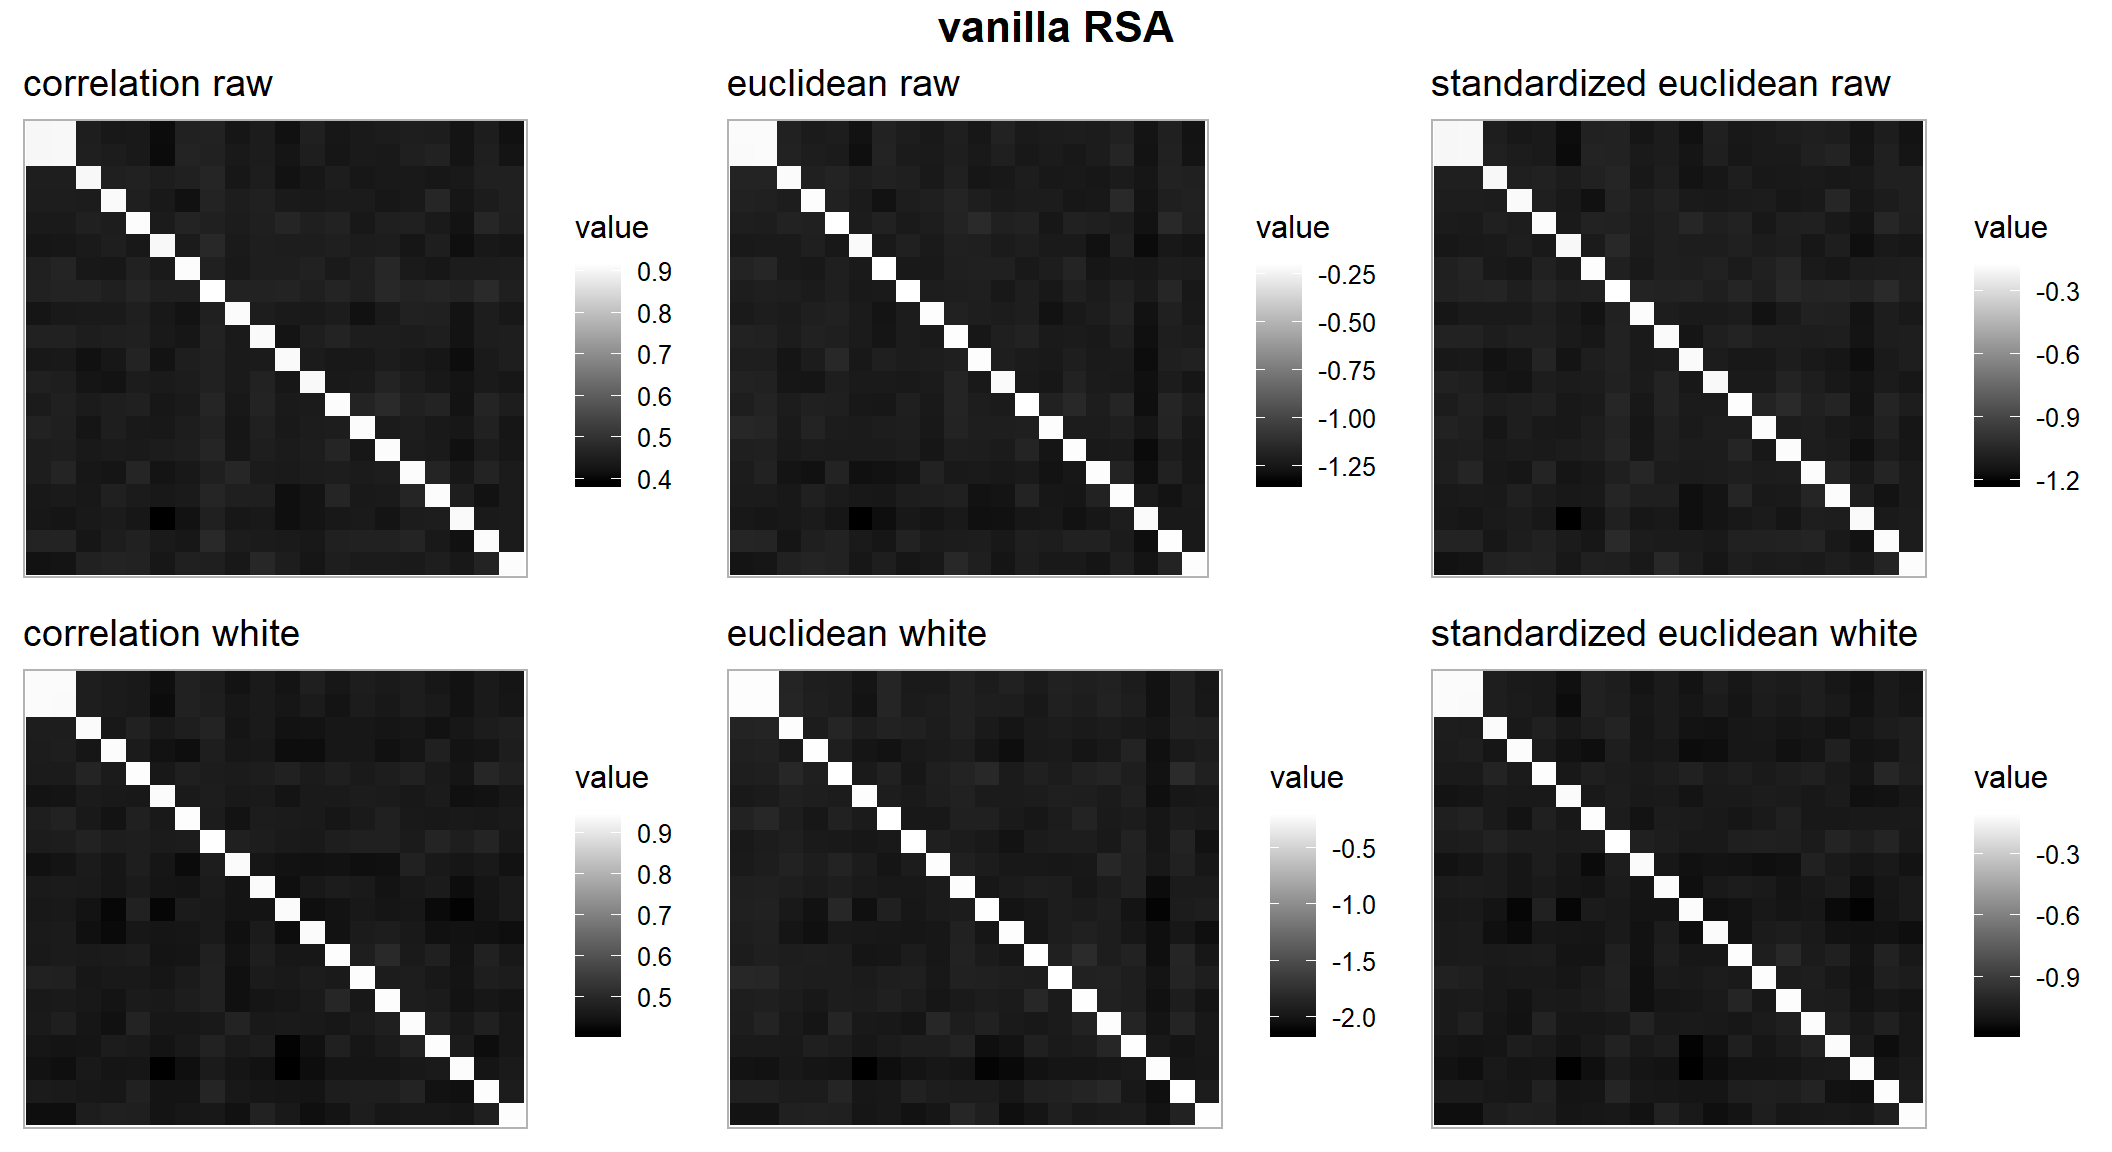 vanilla RSA
correlation raw
value
0.9
0.8
0.7
0.6
0.5
0.4
euclidean raw
value
-0.25
-0.50
-0.75
-1.00
-1.25
standardized euclidean raw
value
-0.3
-0.6
-0.9
-1.2
correlation white
value
0.9
0.8
0.7
0.6
0.5
euclidean white
value
-0.5
-1.0
-1.5
-2.0
standardized euclidean white
value
-0.3
-0.6
-0.9